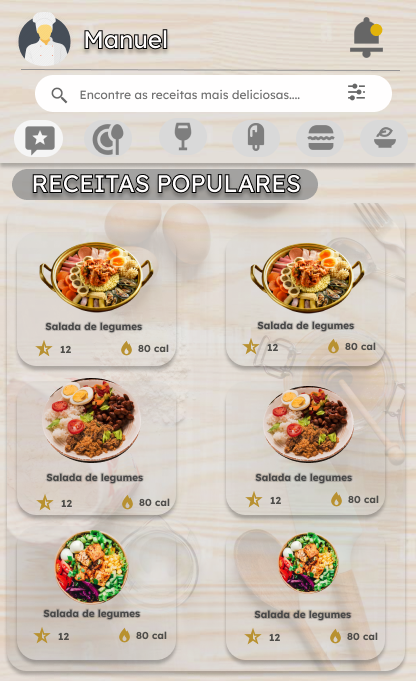 Manuel
Encontre as receitas mais deliciosas....
RECEITAS POPULARES
Salada de legumes
12
80 cal
Salada de legumes
12
80 cal
Salada de legumes
12
80 cal
Salada de legumes
12
80 cal
Salada de legumes
12
80 cal
Salada de legumes
12
80 cal